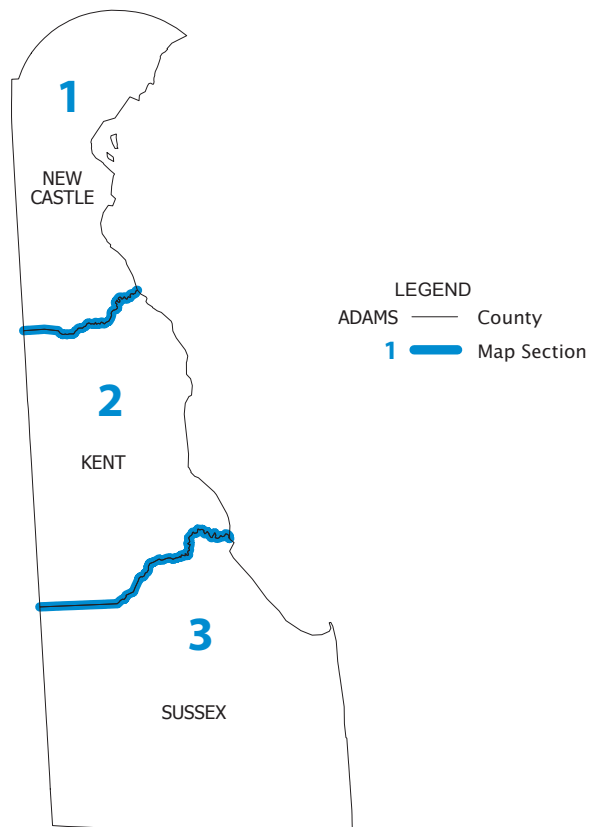 1
NEW
CASTLE
LEGEND
ADAMS County
1 Map Section
2
KENT
3
SUSSEX